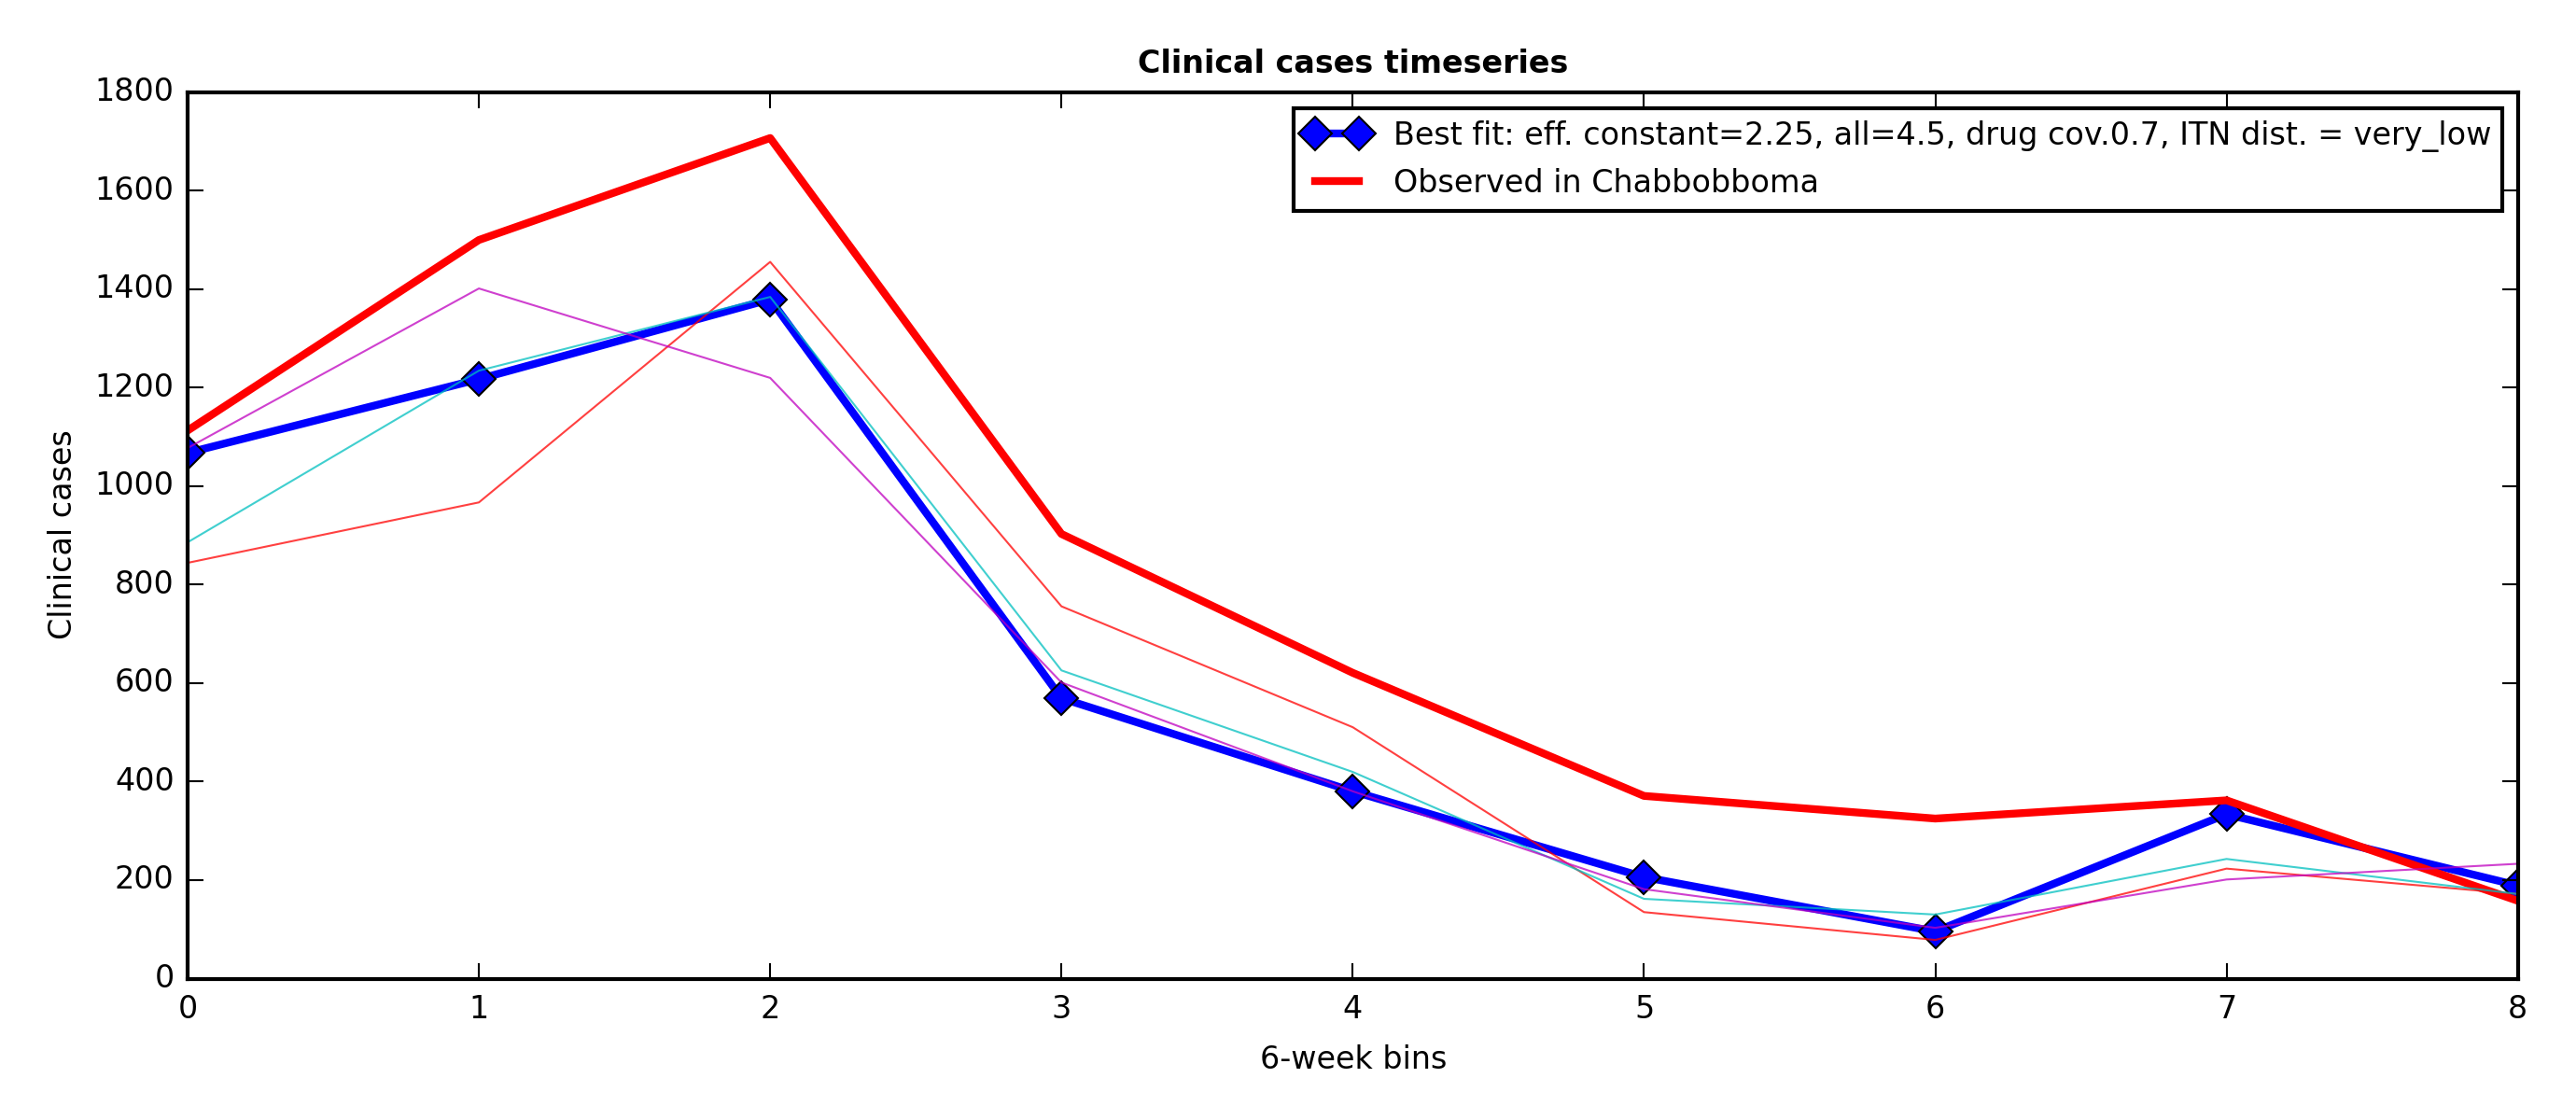 Clinical cases timeseries
1800
1600
1400
1200
1000
800
600
400
200
0
Clinical cases
Best fit: eff. constant=2.25, all=4.5, drug cov.0.7, ITN dist. = very_low
Observed in Chabbobboma
0 1 2 3 4 5 6 7 8
6-week bins